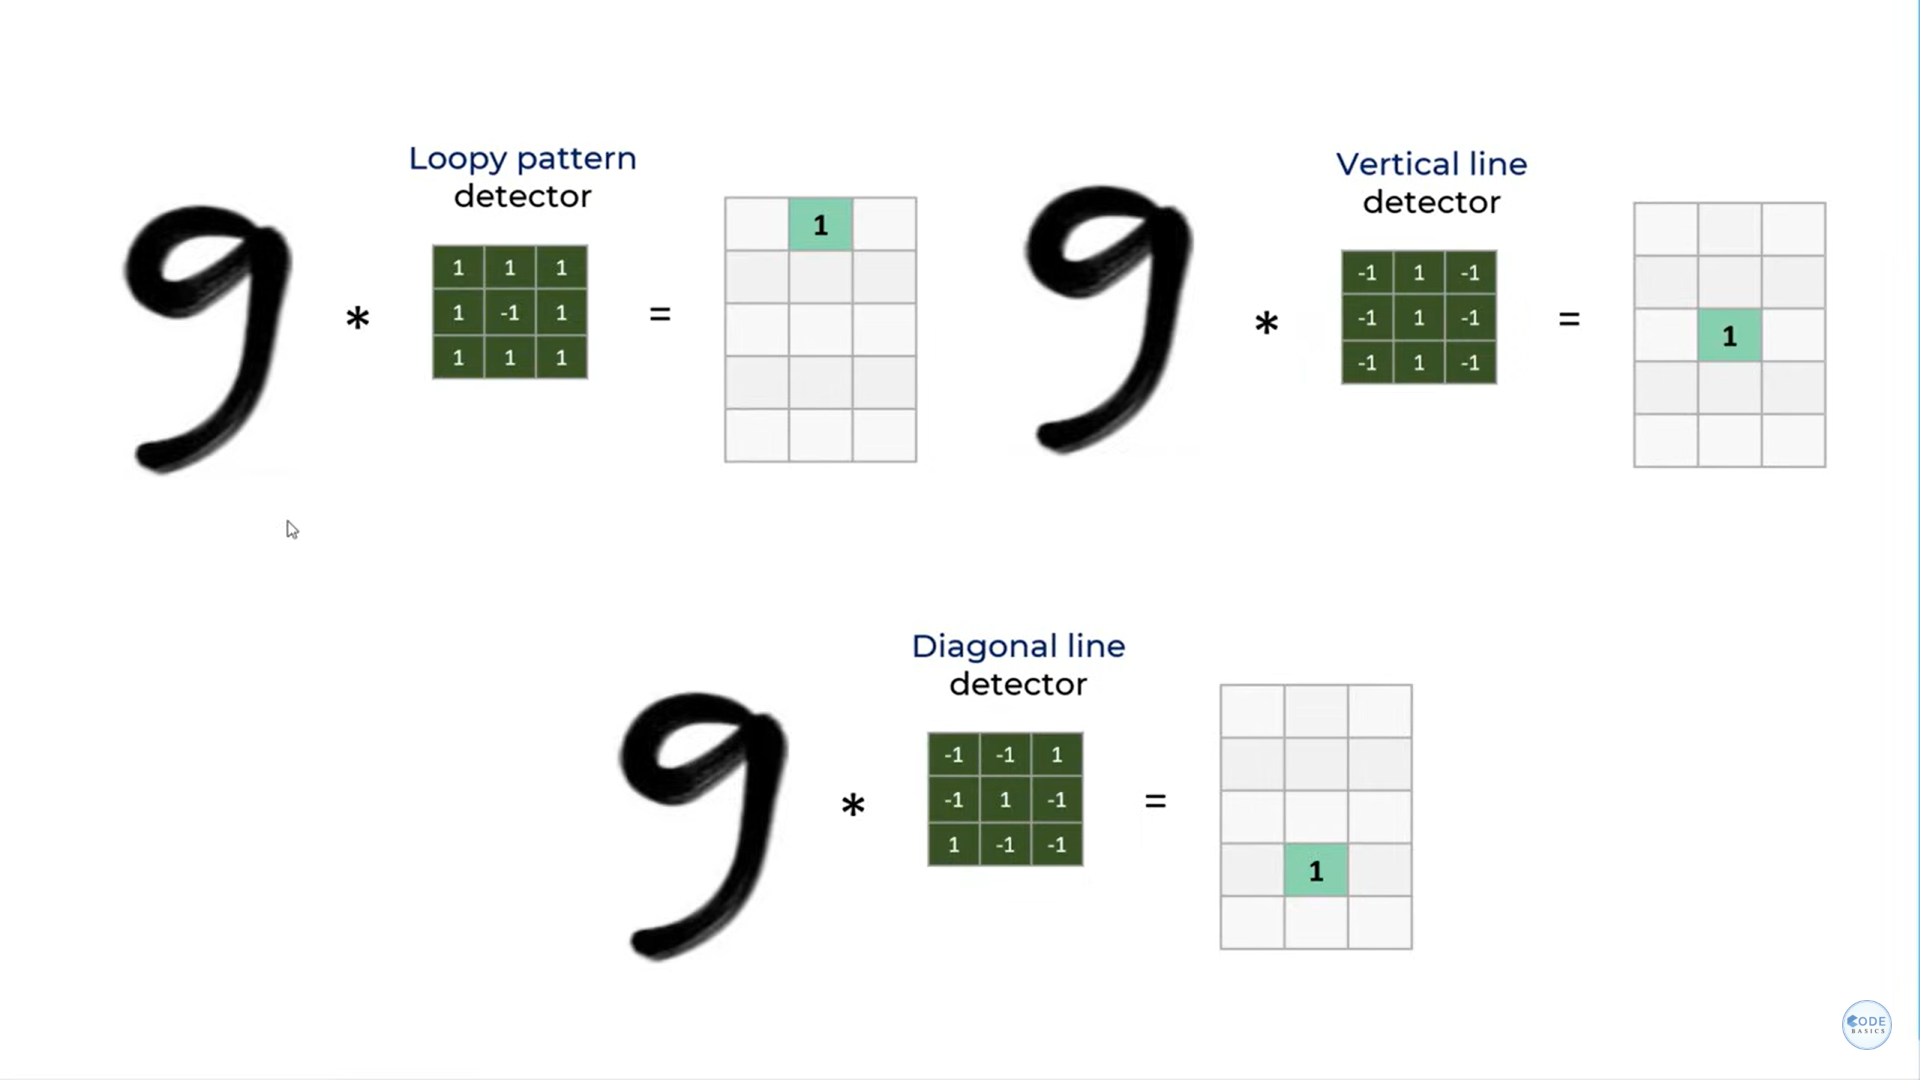 Loopy pattern
detector
1 1 1
1 -1 1
1 1 1
*
=
1
Vertical line
detector
-1 1 -1
-1 1 -1
-1 1 -1
*
=
1
Diagonal line
detector
-1 -1 1
-1 1 -1
1 -1 -1
*
=
1
CODE
BASICS